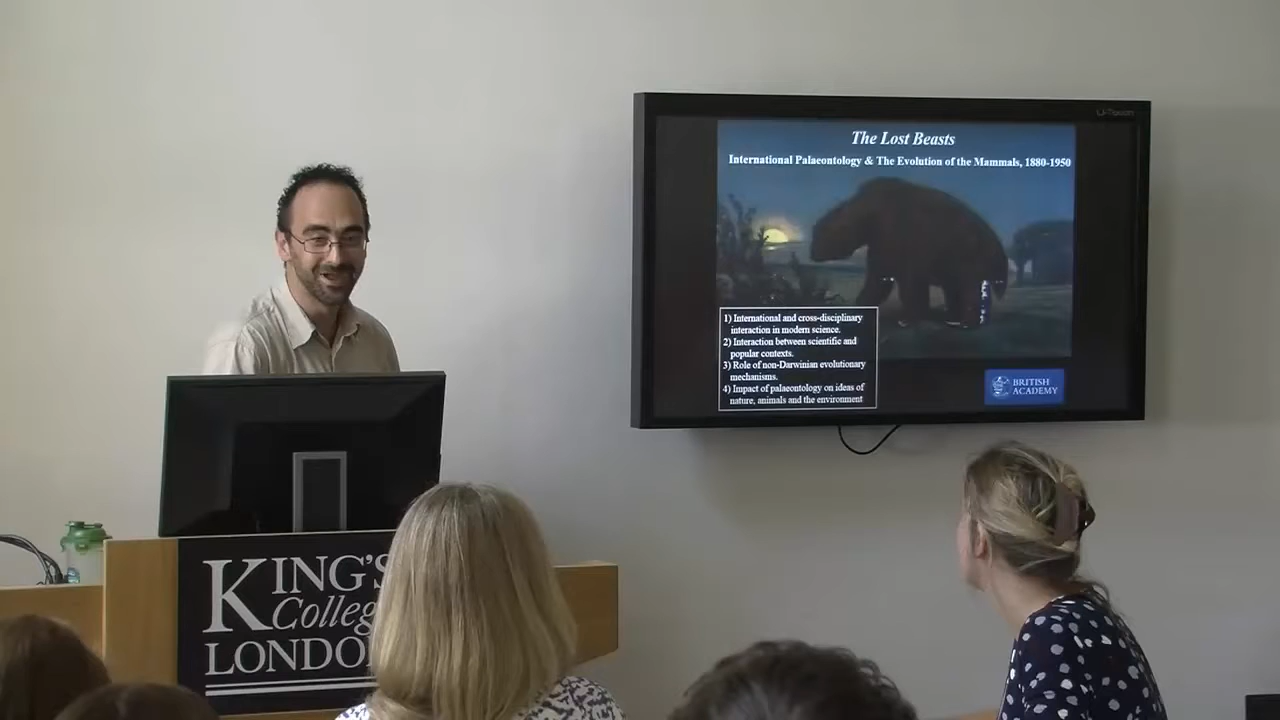 The Lost Beasts
International Palaeontology & The Evolution of the Mammals, 1880-1950
1) International and cross-disciplinary
interaction in modern science.
2) Interaction between scientific and
popular contexts.
3) Role of non-Darwinian evolutionary
mechanisms.
4) Impact of palaeontology on ideas of
nature, animals and the environment
BRITISH
ACADEMY
KING'S
College
LONDO